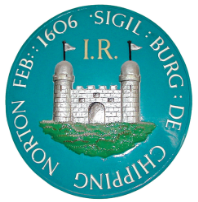 ·SIGIL : BURG : DE : CHIPPING NORTON FEB:: 1606
I.R.